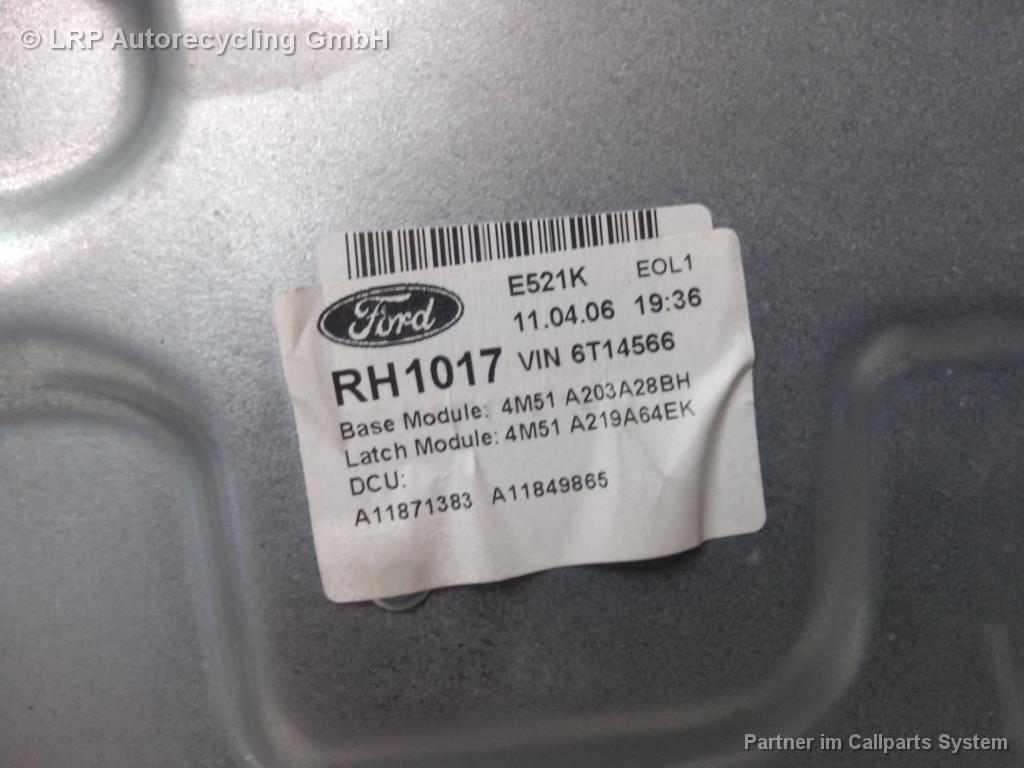 © LRP Autorecycling GmbH
E521K EOL1
Ford
11.04.06 19:36
RH1017 VIN 6T14566
Base Module: 4M51 A203A28BH
Latch Module: 4M51 A219A64EK
DCU:
A11871383 A11849865
Partner im Callparts System